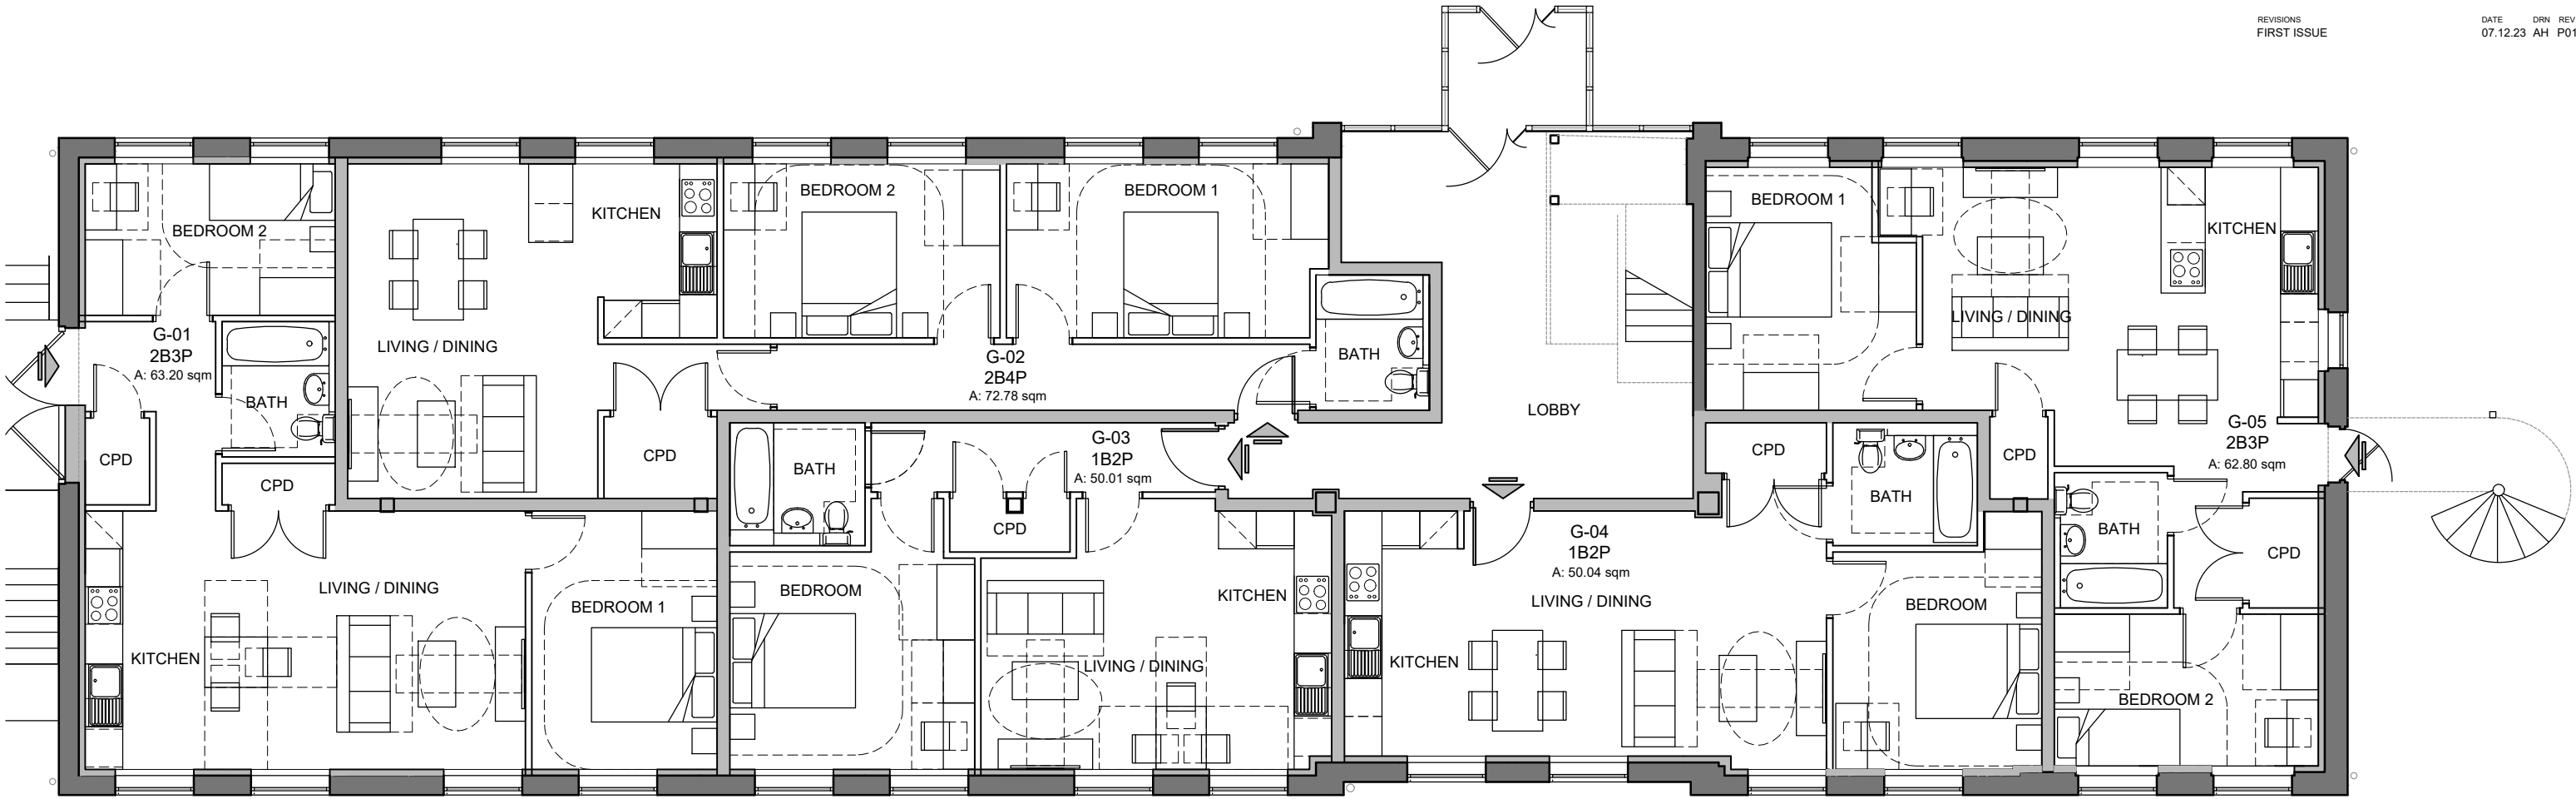 REVISIONS DATE DRN REV
FIRST ISSUE 07.12.23 AH P01
BEDROOM 2
G-01
2B3P
A: 63.20 sqm
BATH
CPD
CPD
LIVING / DINING
KITCHEN
BEDROOM 1
KITCHEN
LIVING / DINING
CPD
BEDROOM 2
BEDROOM 1
G-02
2B4P
A: 72.78 sqm
BATH
BATH
G-03
1B2P
A: 50.01 sqm
CPD
BEDROOM
KITCHEN
LIVING / DINING
LOBBY
G-04
1B2P
A: 50.04 sqm
LIVING / DINING
KITCHEN
CPD
BATH
BEDROOM
BEDROOM 1
LIVING / DINING
KITCHEN
CPD
G-05
2B3P
A: 62.80 sqm
BATH
CPD
BEDROOM 2